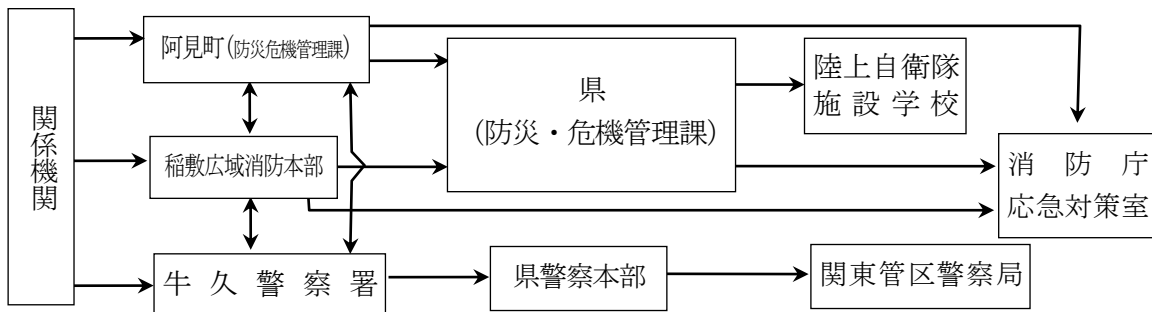 関係機関
阿見町（防災危機管理課）
稲敷広域消防本部
牛久警察署
県
（防災・危機管理課）
県警察本部
陸上自衛隊
施設学校
消防庁
応急対策室
関東管区警察局